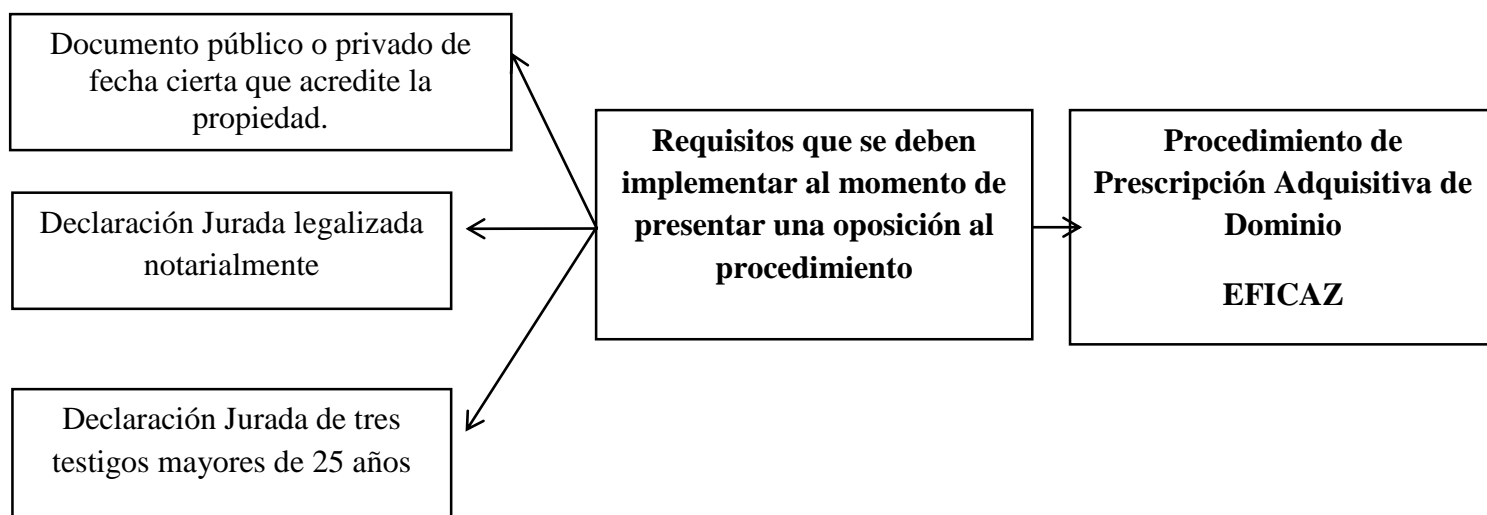 Documento público o privado de
fecha cierta que acredite la
propiedad.
Declaración Jurada legalizada
notarialmente
Declaración Jurada de tres
testigos mayores de 25 años
Requisitos que se deben
implementar al momento de
presentar una oposición al
procedimiento
Procedimiento de
Prescripción Adquisitiva de
Dominio
EFICAZ